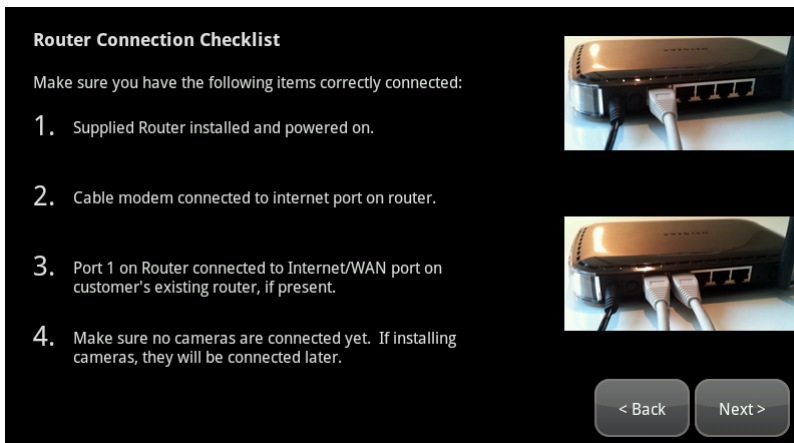 Router Connection Checklist
Make sure you have the following items correctly connected:
1. Supplied Router installed and powered on.
2. Cable modem connected to internet port on router.
3. Port 1 on Router connected to Internet/WAN port on
customer's existing router, if present.
4. Make sure no cameras are connected yet.  If installing
cameras, they will be connected later.
< Back
Next >